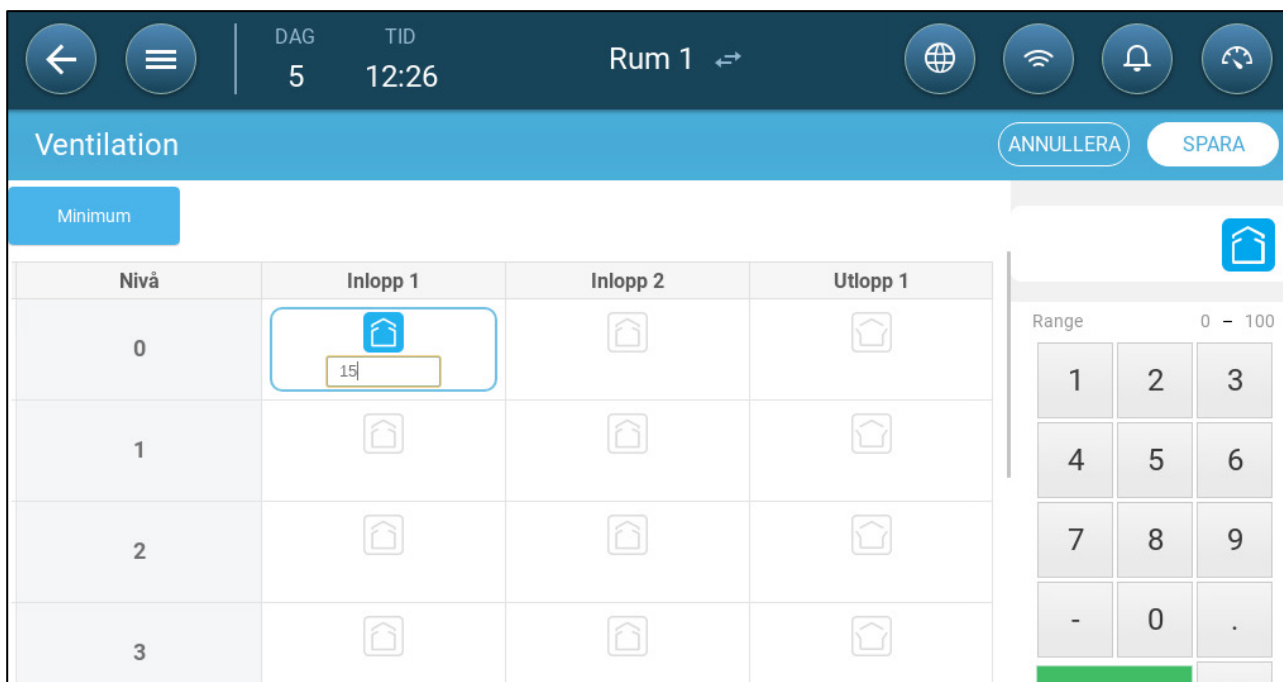 DAG TID
5 12:26 Rum 1
Ventilation ANNULLERA SPARA
Minimum
Nivå Inlopp 1 Inlopp 2 Utlopp 1
0 15
1
2
3
Range 0 – 100
1 2 3
4 5 6
7 8 9
- 0 .